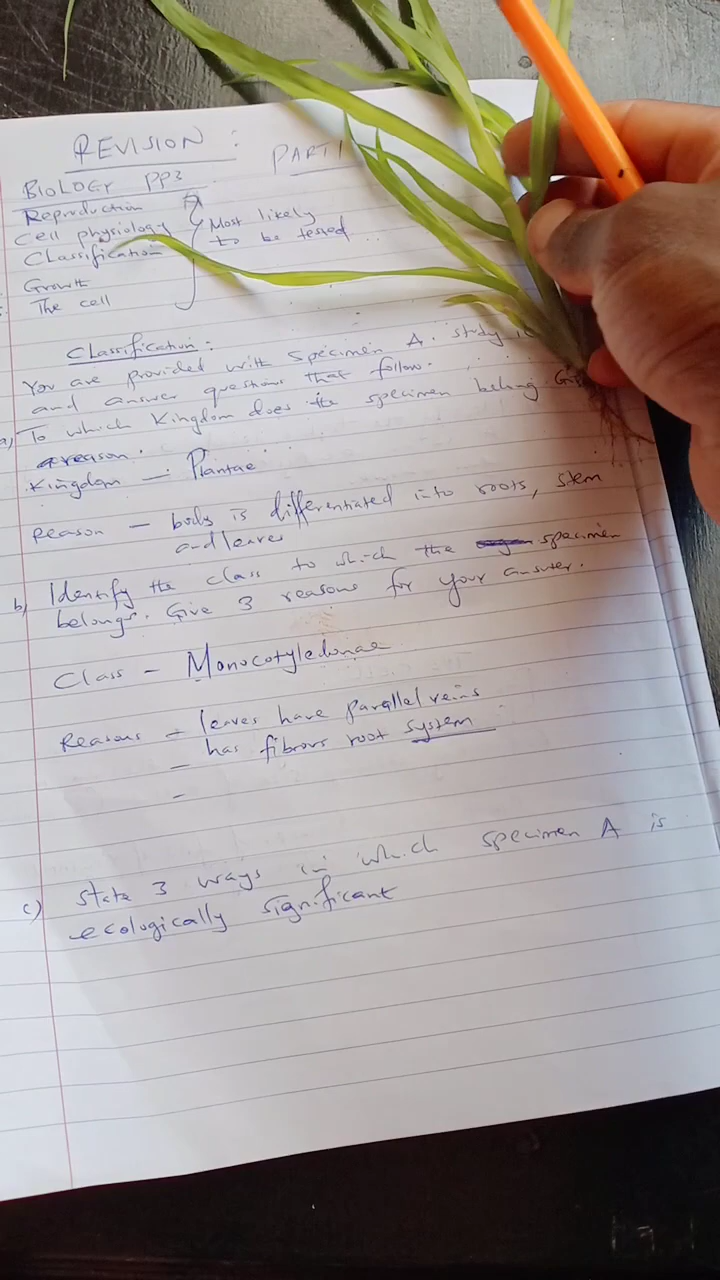 REVISION :
PART 1
BIOLOGY PP3
Reproduction
Cell physiology
Classification
Growth
The cell
Most likely
to be tested ..
Classification:
You are provided with specimen A. study
and answer questions that follow.
a, To which Kingdom does the specimen belong
a reason.
Kingdom — Plantae
Reason — body is differentiated into roots, stem
and leaves
b, Identify the class to which the specimen
belongs. Give 3 reasons for your answer.
Class — Monocotyledonae
Reasons - leaves have parallel veins
- has fibrous root system
-
c) state 3 ways in which specimen A is
ecologically significant